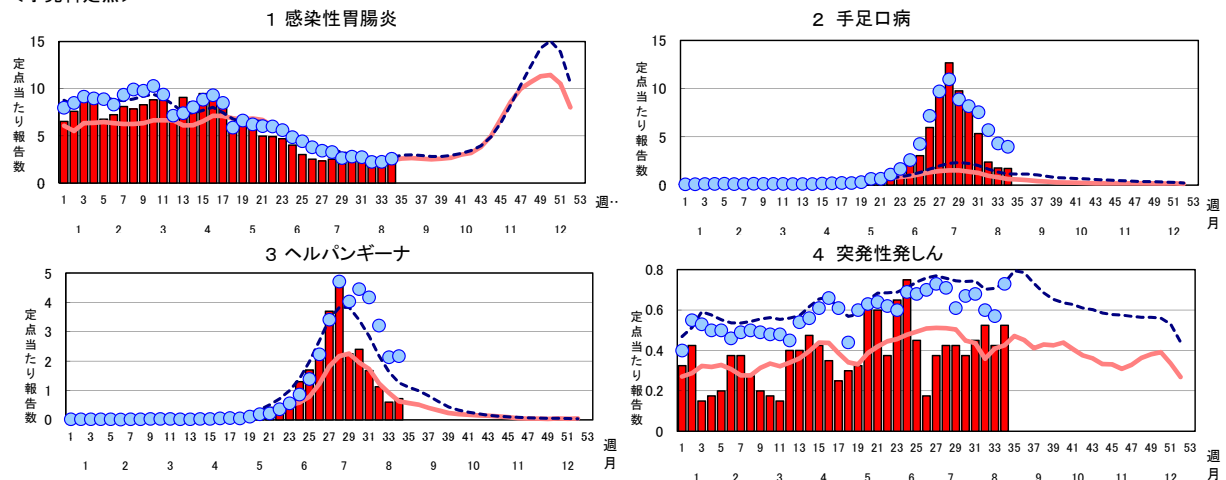 1 感染性胃腸炎
定点当たり報告数
15
10
5
0
1 3 5 7 9 11 13 15 17 19 21 23 25 27 29 31 33 35 37 39 41 43 45 47 49 51 53 週‥
1 2 3 4 5 6 7 8 9 10 11 12
2 手足口病
定点当たり報告数
15
10
5
0
1 3 5 7 9 11 13 15 17 19 21 23 25 27 29 31 33 35 37 39 41 43 45 47 49 51 53 週
1 2 3 4 5 6 7 8 9 10 11 12 月
3 ヘルパンギーナ
定点当たり報告数
5
4
3
2
1
0
1 3 5 7 9 11 13 15 17 19 21 23 25 27 29 31 33 35 37 39 41 43 45 47 49 51 53 週
1 2 3 4 5 6 7 8 9 10 11 12 月
4 突発性発しん
定点当たり報告数
0.8
0.6
0.4
0.2
0
1 3 5 7 9 11 13 15 17 19 21 23 25 27 29 31 33 35 37 39 41 43 45 47 49 51 53 週
1 2 3 4 5 6 7 8 9 10 11 12 月